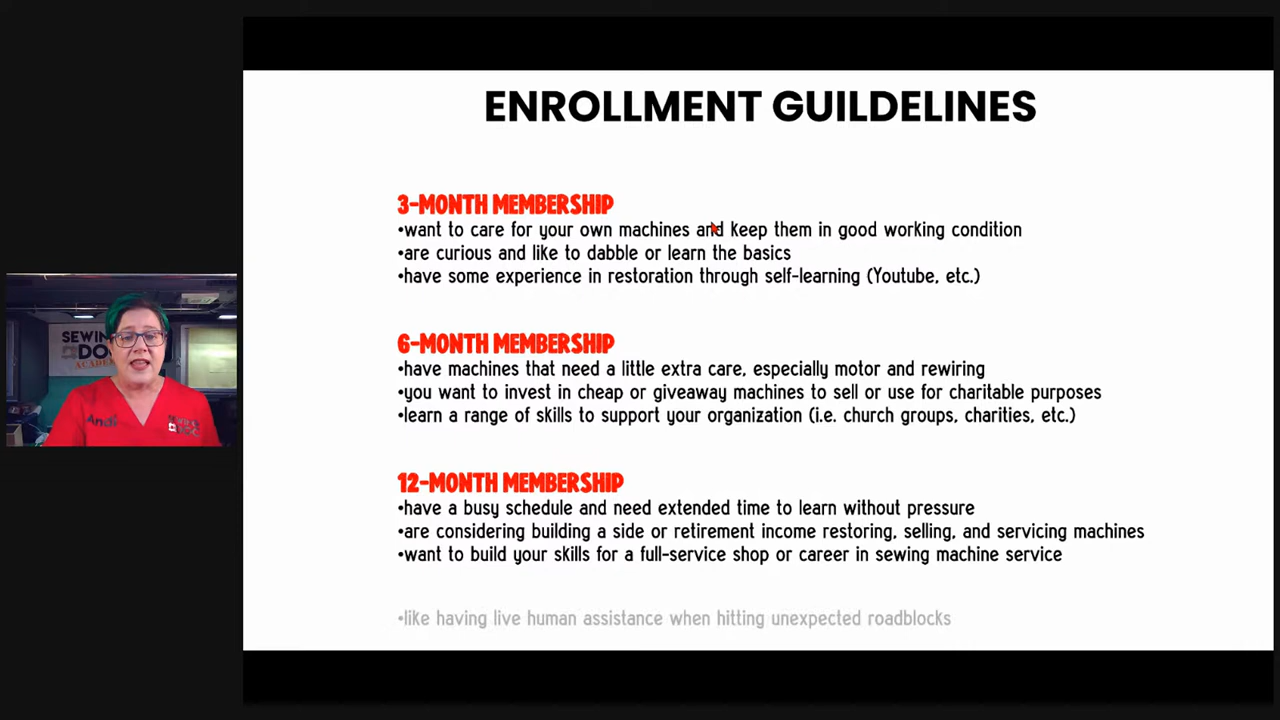 ENROLLMENT GUILDELINES
3-MONTH MEMBERSHIP
•want to care for your own machines and keep them in good working condition
•are curious and like to dabble or learn the basics
•have some experience in restoration through self-learning (Youtube, etc.)
6-MONTH MEMBERSHIP
•have machines that need a little extra care, especially motor and rewiring
•you want to invest in cheap or giveaway machines to sell or use for charitable purposes
•learn a range of skills to support your organization (i.e. church groups, charities, etc.)
12-MONTH MEMBERSHIP
•have a busy schedule and need extended time to learn without pressure
•are considering building a side or retirement income restoring, selling, and servicing machines
•want to build your skills for a full-service shop or career in sewing machine service
•like having live human assistance when hitting unexpected roadblocks
SEWIN
DO
ACADE
Andi